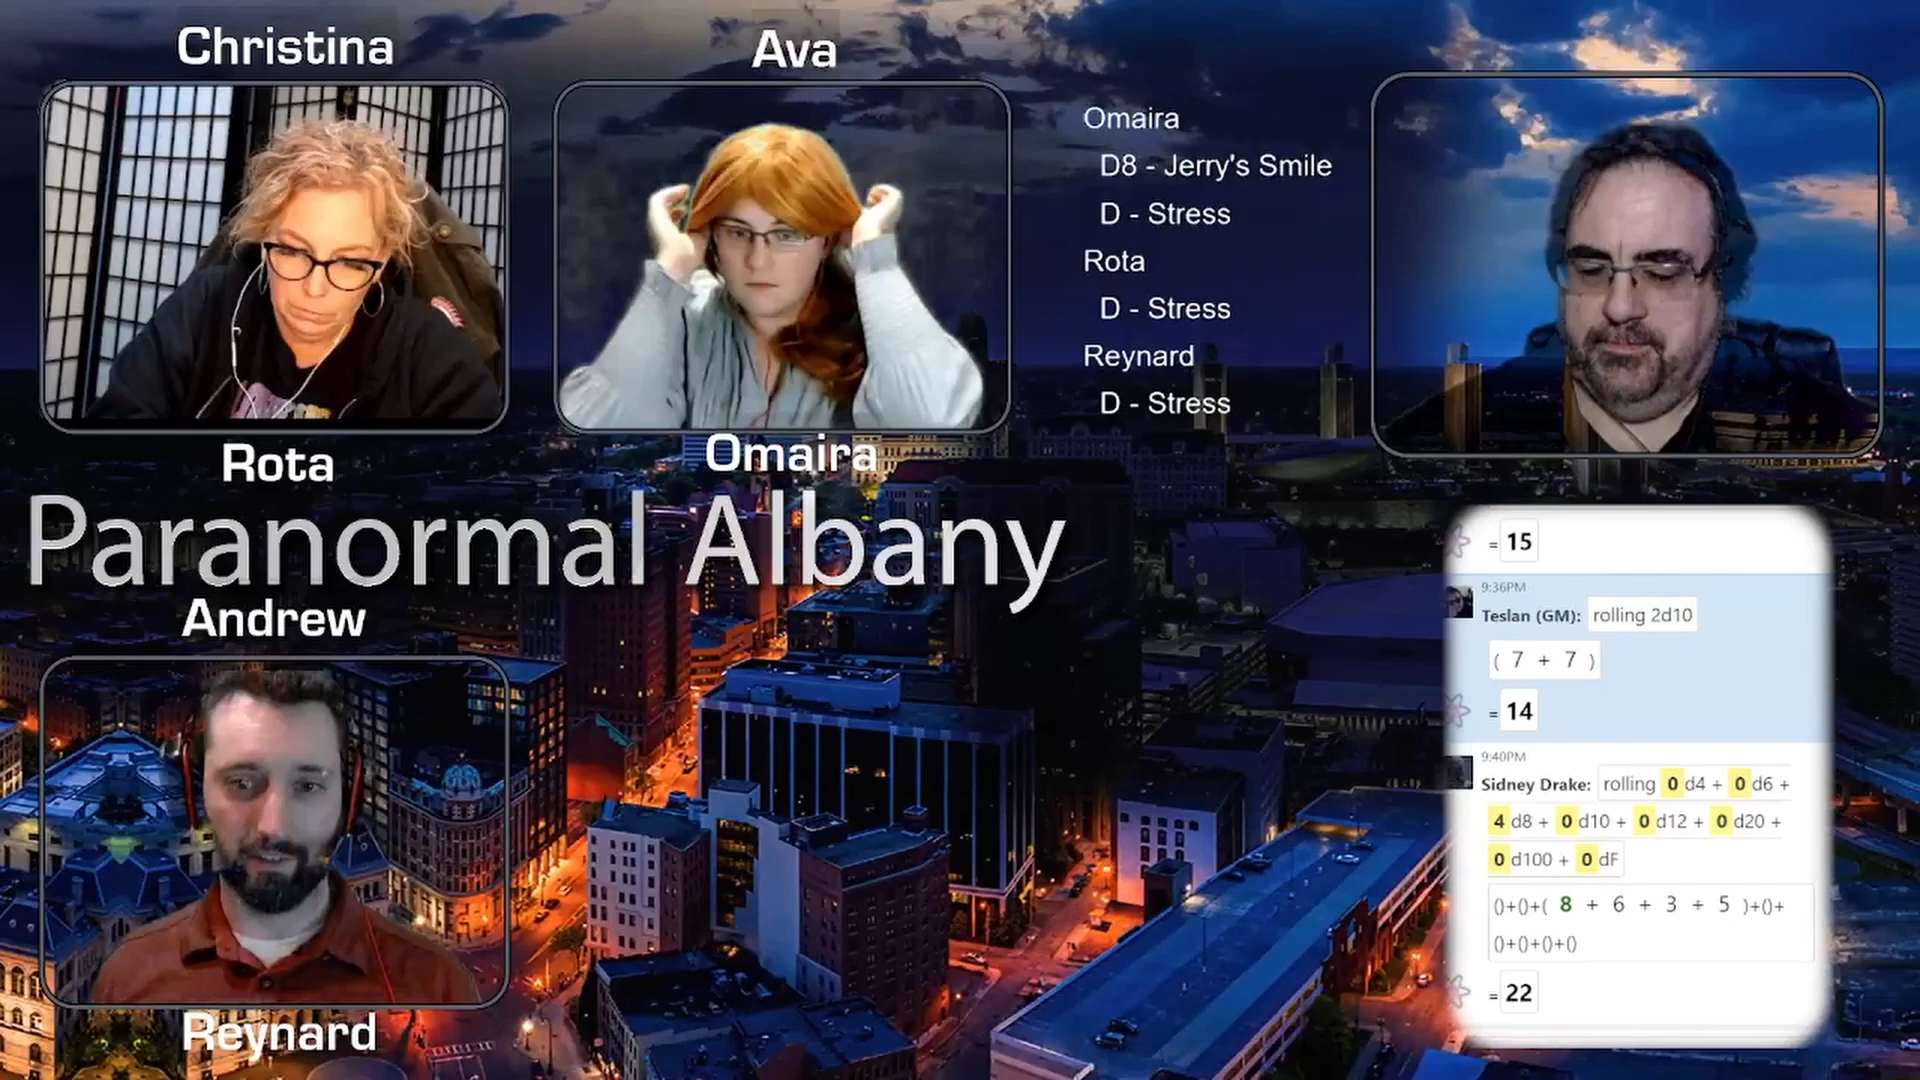 Christina
Ava
Omaira
D8 - Jerry's Smile
D - Stress
Rota
D - Stress
Reynard
D - Stress
Rota
Omaira
Paranormal Albany
Andrew
Reynard
= 15
9:36PM
Teslan (GM): rolling 2d10
( 7 + 7 )
= 14
9:40PM
Sidney Drake: rolling 0 d4 + 0 d6 +
4 d8 + 0 d10 + 0 d12 + 0 d20 +
0 d100 + 0 dF
()+()+( 8 + 6 + 3 + 5 )+()+
()+()+()+()
= 22